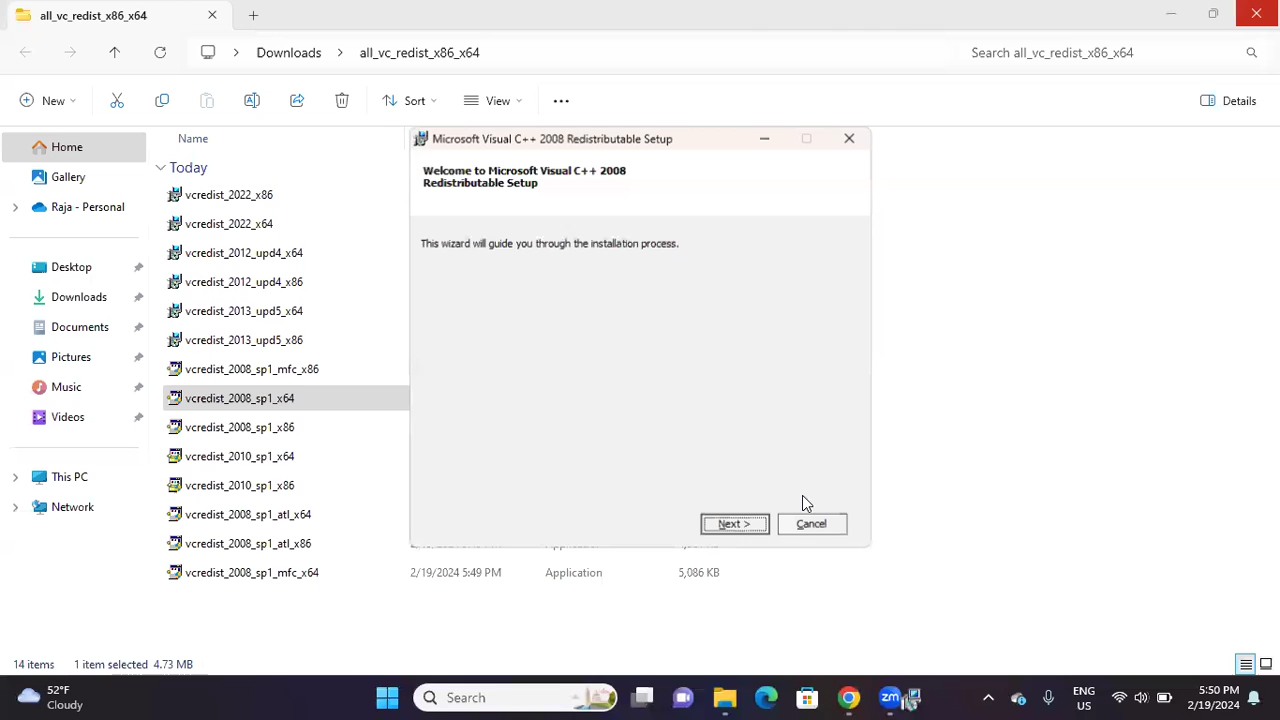 all_vc_redist_x86_x64
Downloads
all_vc_redist_x86_x64
Search all_vc_redist_x86_x64
New
Sort
View
Details
Home
Gallery
Raja - Personal
Desktop
Downloads
Documents
Pictures
Music
Videos
This PC
Network
Name
Today
vcredist_2022_x86
vcredist_2022_x64
vcredist_2012_upd4_x64
vcredist_2012_upd4_x86
vcredist_2013_upd5_x64
vcredist_2013_upd5_x86
vcredist_2008_sp1_mfc_x86
vcredist_2008_sp1_x64
vcredist_2008_sp1_x86
vcredist_2010_sp1_x64
vcredist_2010_sp1_x86
vcredist_2008_sp1_atl_x64
vcredist_2008_sp1_atl_x86
vcredist_2008_sp1_mfc_x64 2/19/2024 5:49 PM Application 5,086 KB
Microsoft Visual C++ 2008 Redistributable Setup
Welcome to Microsoft Visual C++ 2008
Redistributable Setup
This wizard will guide you through the installation process.
Next >
Cancel
14 items 1 item selected 4.73 MB
52°F
Cloudy
Search
zm
ENG
US
5:50 PM
2/19/2024